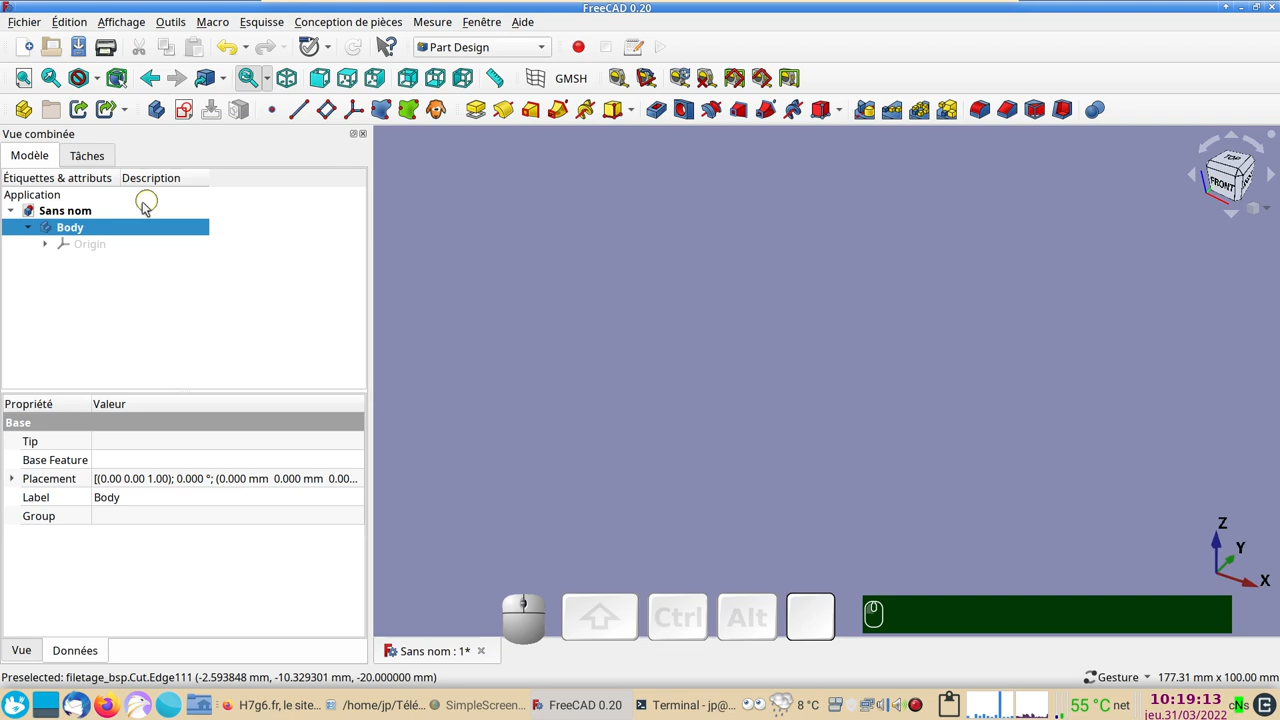 FreeCAD 0.20
Fichier Édition Affichage Outils Macro Esquisse Conception de pièces Mesure Fenêtre Aide
Part Design
GMSH
Vue combinée
Modèle Tâches
Étiquettes & attributs Description
Application
Sans nom
Body
Origin
TOP
FRONT
Propriété Valeur
Base
Tip
Base Feature
Placement [(0.00 0.00 1.00); 0.000 °; (0.000 mm 0.000 mm 0.00...
Label Body
Group
Z
Y
X
Ctrl Alt
Vue Données
Sans nom : 1*
Preselected: filetage_bsp.Cut.Edge111 (-2.593848 mm, -10.329301 mm, -20.000000 mm)
Gesture 177.31 mm x 100.00 mm
H7g6.fr, le site... /home/jp/Télé... SimpleScreen... FreeCAD 0.20 Terminal - jp@... 8°C 55 °C net 10:19:13 cNs
jeu.31/03/2022